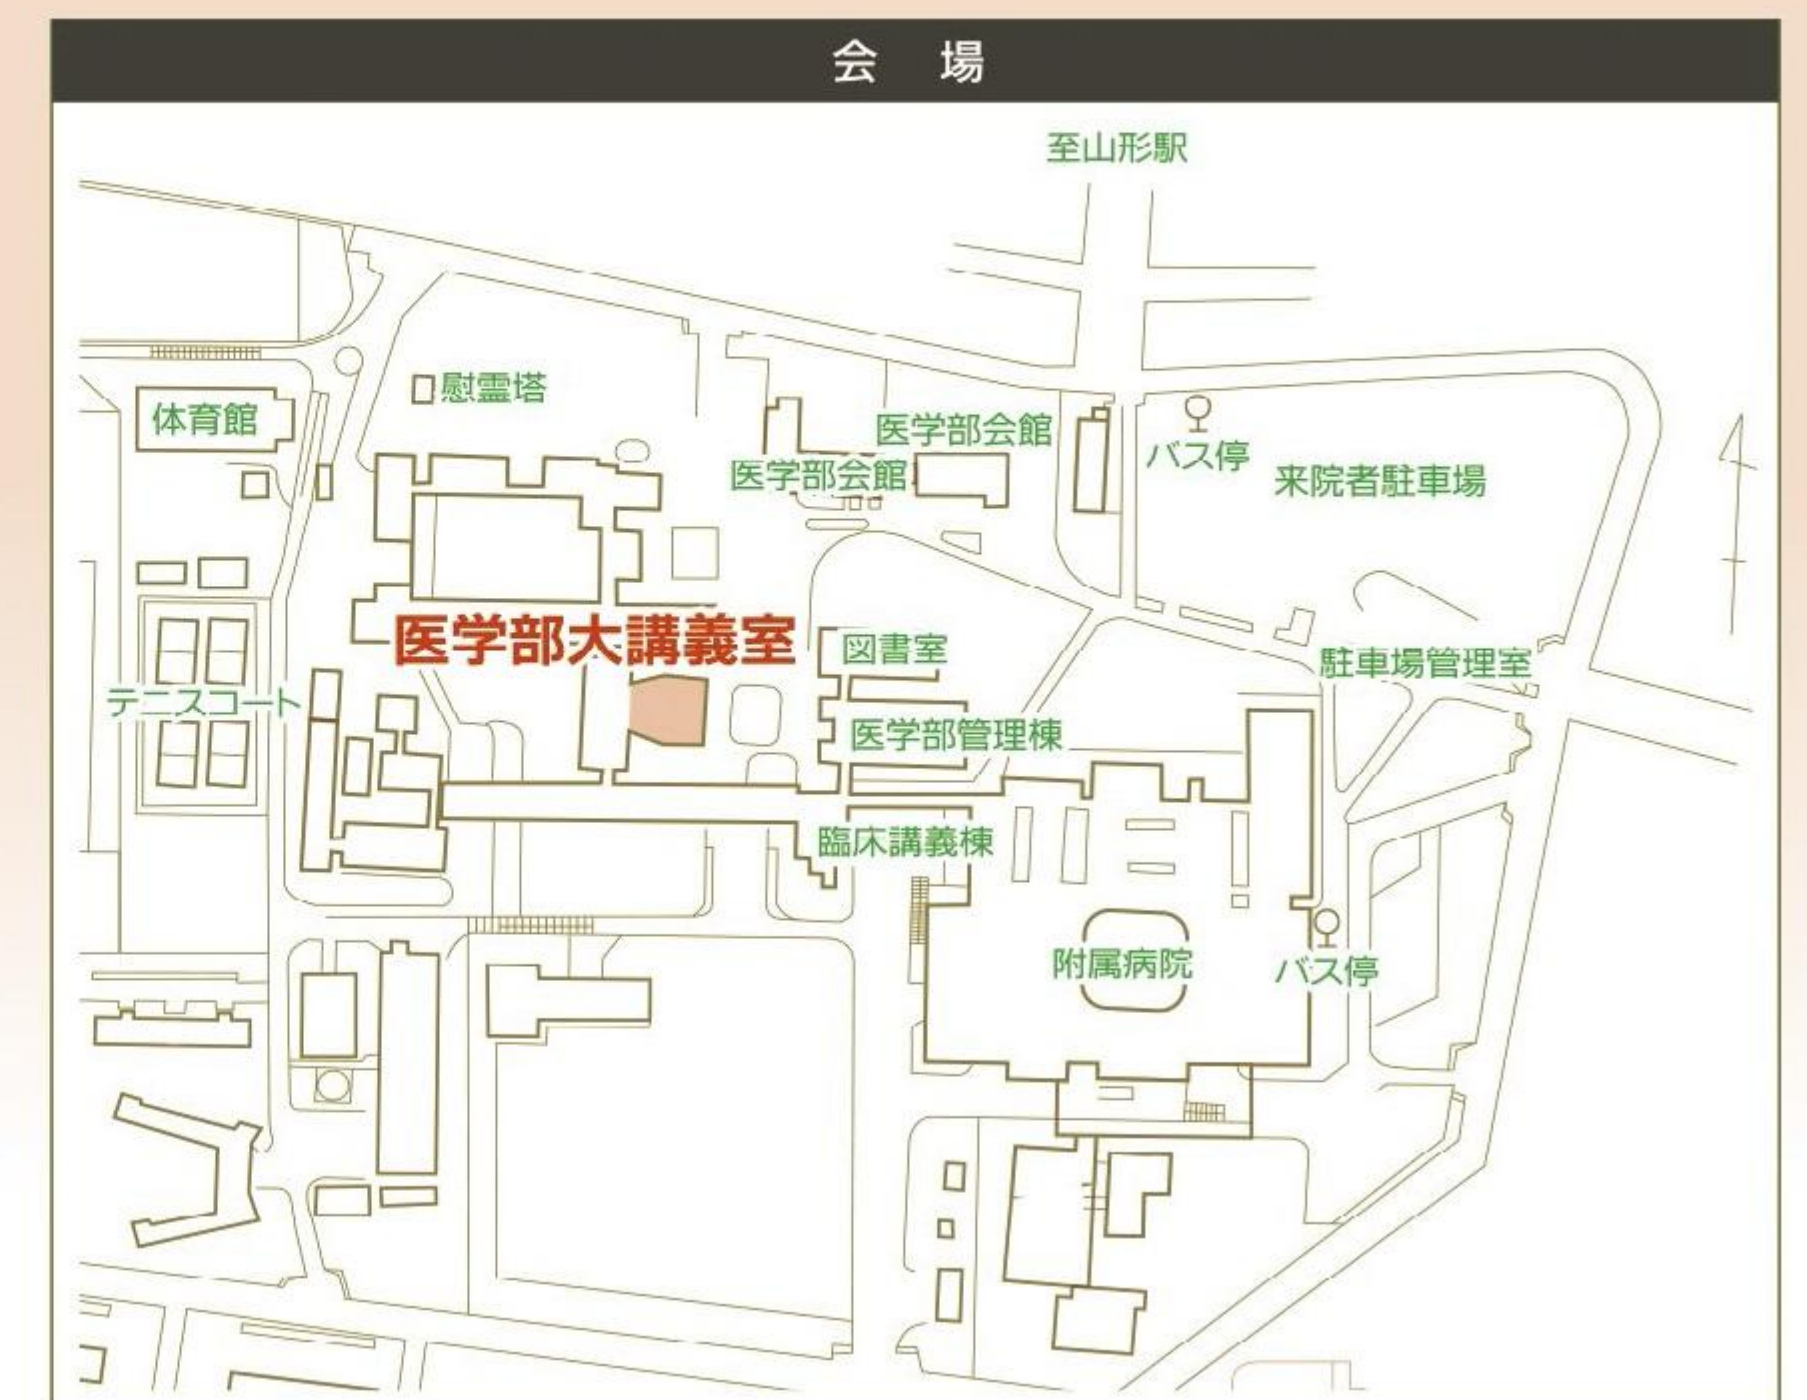 会 場
至山形駅
慰霊塔
体育館
医学部会館
バス停
医学部会館
来院者駐車場
医学部大講義室
図書室
駐車場管理室
テニスコート
医学部管理棟
臨床講義棟
附属病院
バス停